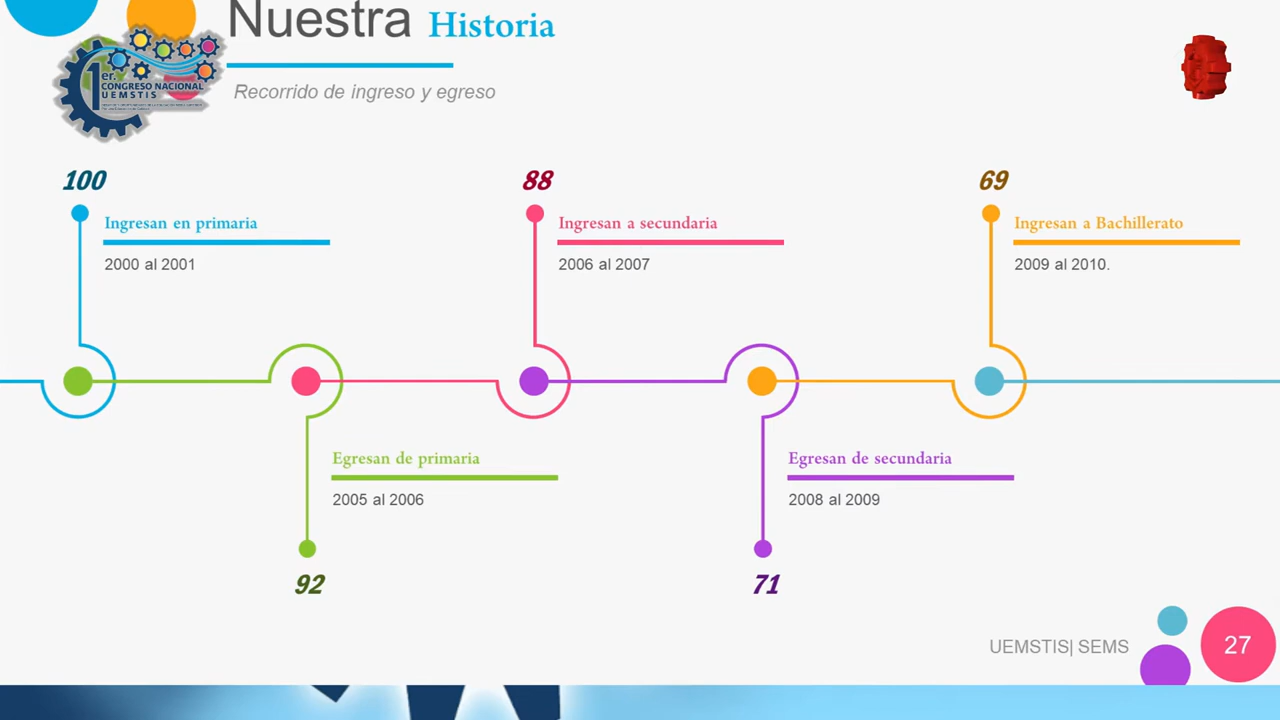 Nuestra Historia
Recorrido de ingreso y egreso
1er.
CONGRESO NACIONAL
UEMSTIS
100
Ingresan en primaria
2000 al 2001
88
Ingresan a secundaria
2006 al 2007
69
Ingresan a Bachillerato
2009 al 2010.
Egresan de primaria
2005 al 2006
92
Egresan de secundaria
2008 al 2009
71
UEMSTIS| SEMS
27